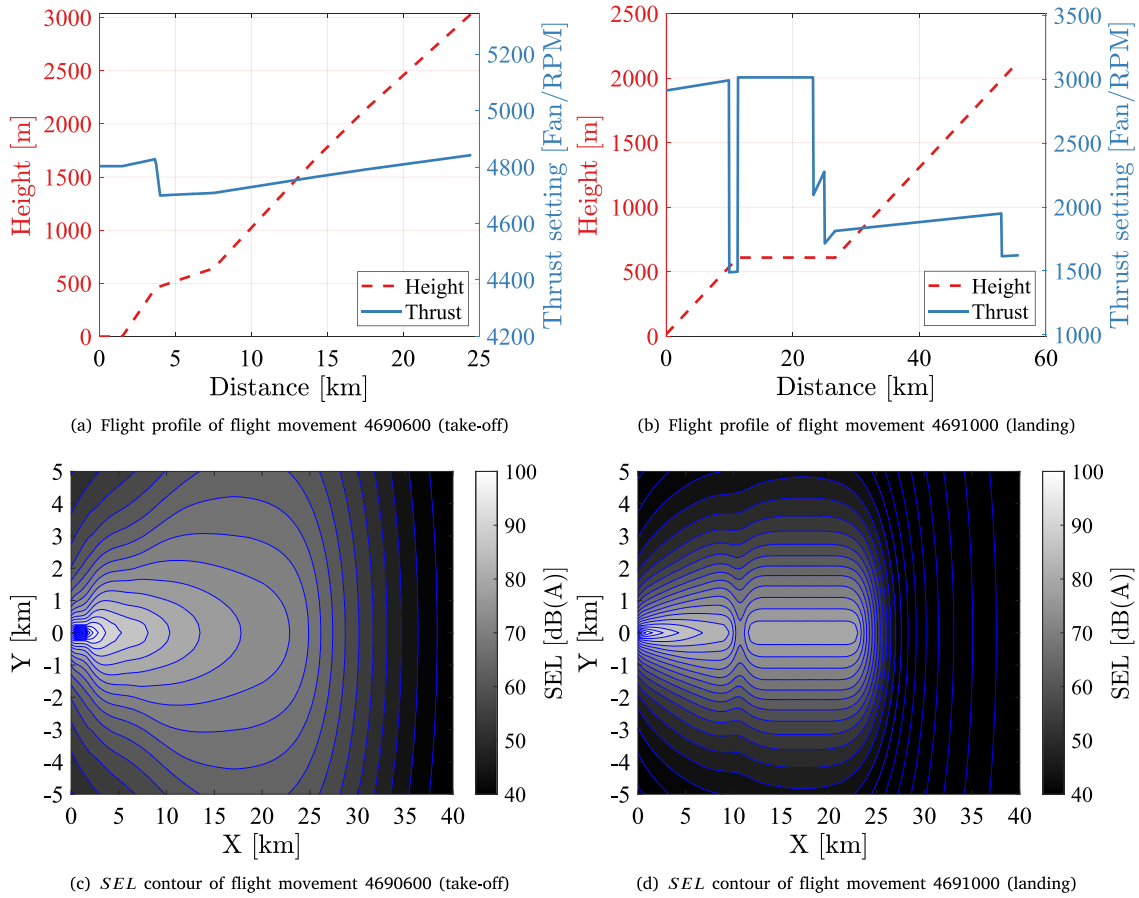 3000
2500
2000
1500
1000
500
0
Height [m]
5200
5000
4800
4600
4400
4200
Thrust setting [Fan/RPM]
Height
Thrust
0 5 10 15 20 25
Distance [km]
(a) Flight profile of flight movement 4690600 (take-off)
2500
2000
1500
1000
500
0
Height [m]
3500
3000
2500
2000
1500
1000
Thrust setting [Fan/RPM]
Height
Thrust
0 20 40 60
Distance [km]
(b) Flight profile of flight movement 4691000 (landing)
5
4
3
2
1
0
-1
-2
-3
-4
-5
Y [km]
0 5 10 15 20 25 30 35 40
X [km]
100
90
80
70
60
50
40
SEL [dB(A)]
(c) SEL contour of flight movement 4690600 (take-off)
5
4
3
2
1
0
-1
-2
-3
-4
-5
Y [km]
0 5 10 15 20 25 30 35 40
X [km]
100
90
80
70
60
50
40
SEL [dB(A)]
(d) SEL contour of flight movement 4691000 (landing)